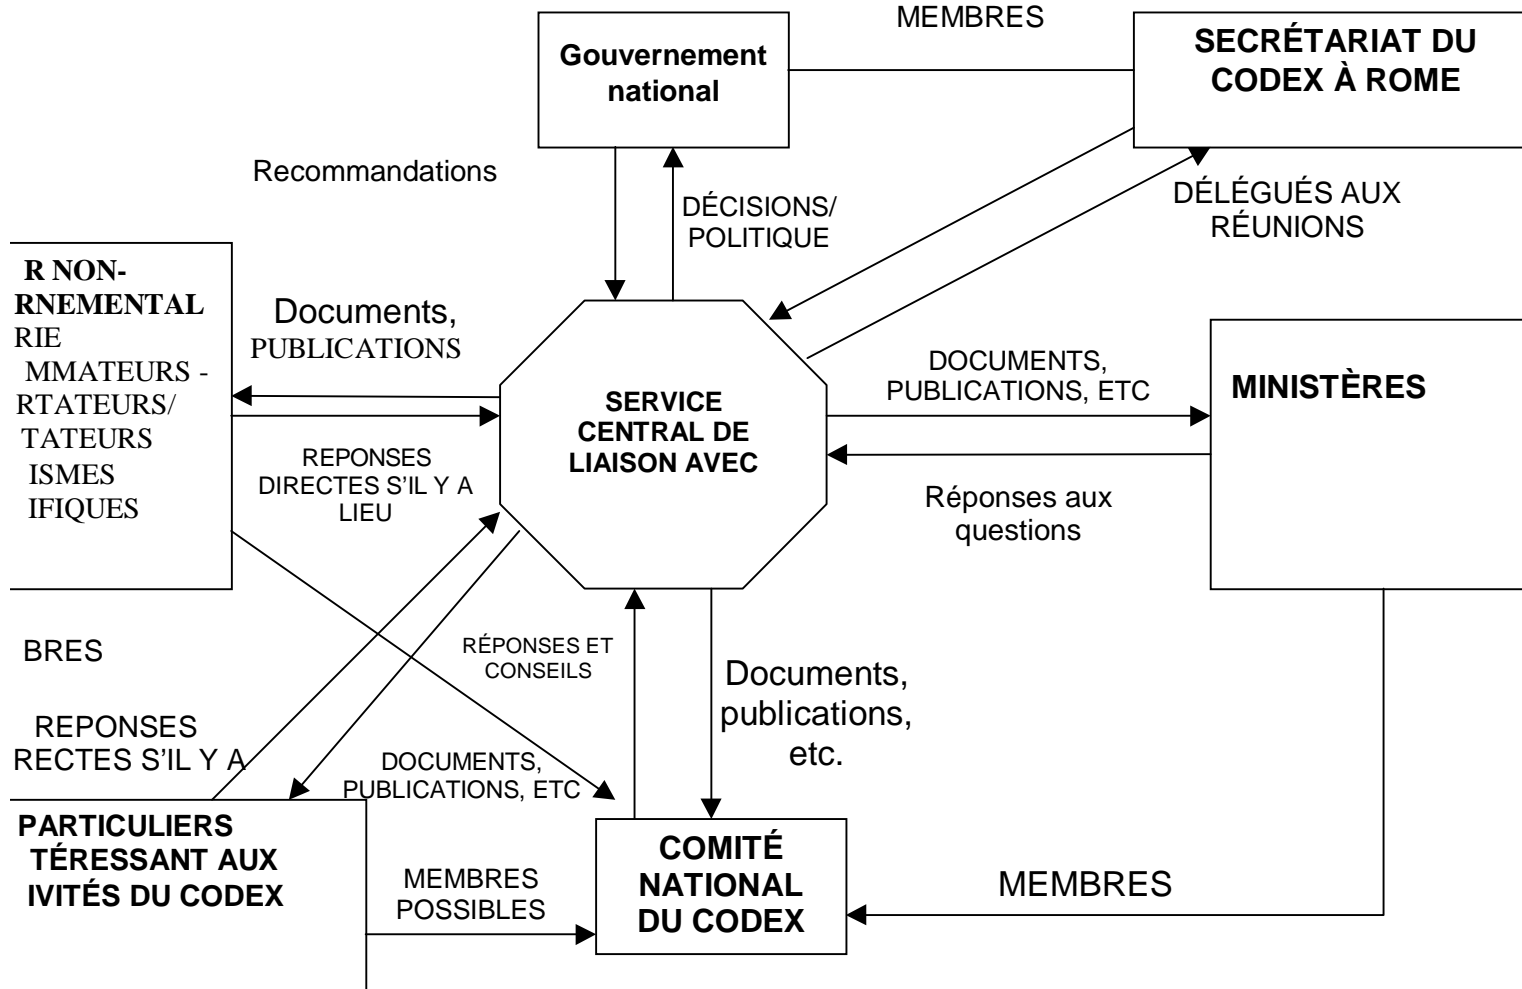 MEMBRES
Gouvernement
national
SECRÉTARIAT DU
CODEX À ROME
Recommandations
DÉCISIONS/
POLITIQUE
DÉLÉGUÉS AUX
RÉUNIONS
R NON-
RNEMENTAL
RIE
MMATEURS -
RTATEURS/
TATEURS
ISMES
IFIQUES
Documents,
PUBLICATIONS
REPONSES
DIRECTES S'IL Y A
LIEU
SERVICE
CENTRAL DE
LIAISON AVEC
DOCUMENTS,
PUBLICATIONS, ETC
MINISTÈRES
Réponses aux
questions
BRES
RÉPONSES ET
CONSEILS
Documents,
publications,
etc.
REPONSES
RECTES S'IL Y A
DOCUMENTS,
PUBLICATIONS, ETC
PARTICULIERS
TÉRESSANT AUX
IVITÉS DU CODEX
MEMBRES
POSSIBLES
COMITÉ
NATIONAL
DU CODEX
MEMBRES